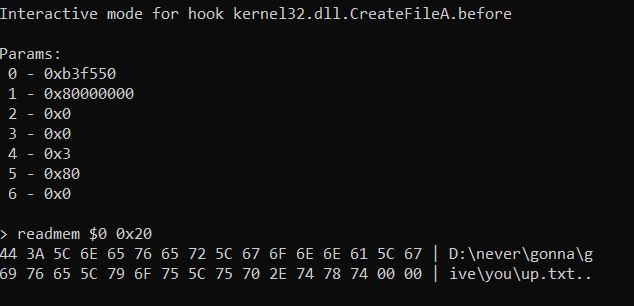 Interactive mode for hook kernel32.dll.CreateFileA.before
Params:
0 - 0xb3f550
1 - 0x80000000
2 - 0x0
3 - 0x0
4 - 0x3
5 - 0x80
6 - 0x0
> readmem $0 0x20
44 3A 5C 6E 65 76 65 72 5C 67 6F 6E 6E 61 5C 67 | D:\never\gonna\g
69 76 65 5C 79 6F 75 5C 75 70 2E 74 78 74 00 00 | ive\you\up.txt..